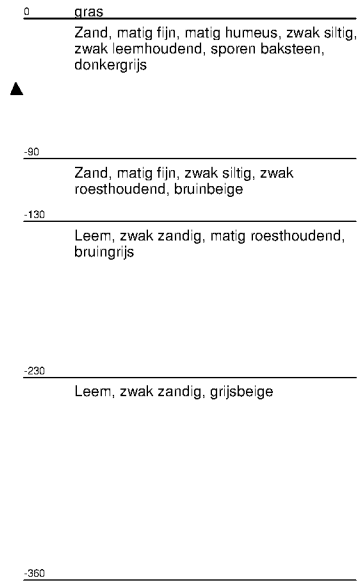 0 gras
Zand, matig fijn, matig humeus, zwak siltig,
zwak leemhoudend, sporen baksteen,
donkergrijs
-90
Zand, matig fijn, zwak siltig, zwak
roesthoudend, bruinbeige
-130
Leem, zwak zandig, matig roesthoudend,
bruingrijs
-230
Leem, zwak zandig, grijsbeige
-360